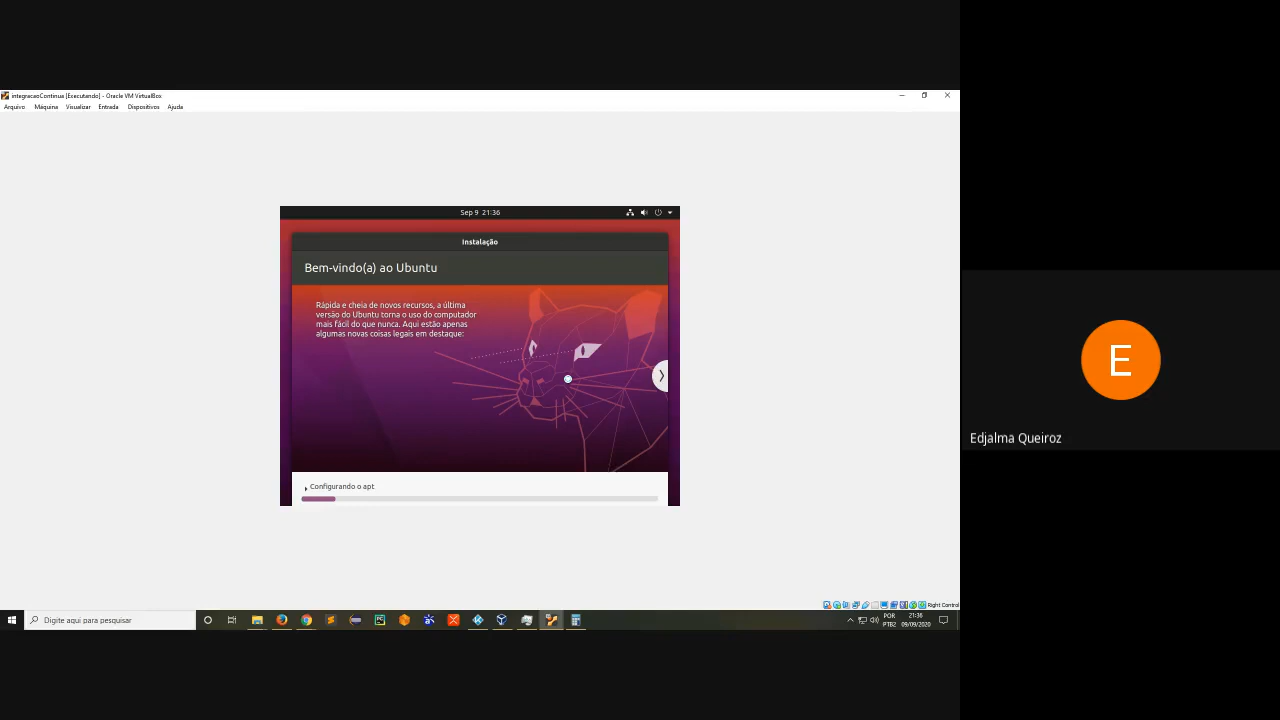 integracaoContinua [Executando] - Oracle VM VirtualBox
Arquivo Máquina Visualizar Entrada Dispositivos Ajuda
Sep 9 21:36
Instalação
Bem-vindo(a) ao Ubuntu
Rápida e cheia de novos recursos, a última
versão do Ubuntu torna o uso do computador
mais fácil do que nunca. Aqui estão apenas
algumas novas coisas legais em destaque:
Configurando o apt
Right Control
Digite aqui para pesquisar
POR
PTB2
21:36
09/09/2020
E
Edjalma Queiroz